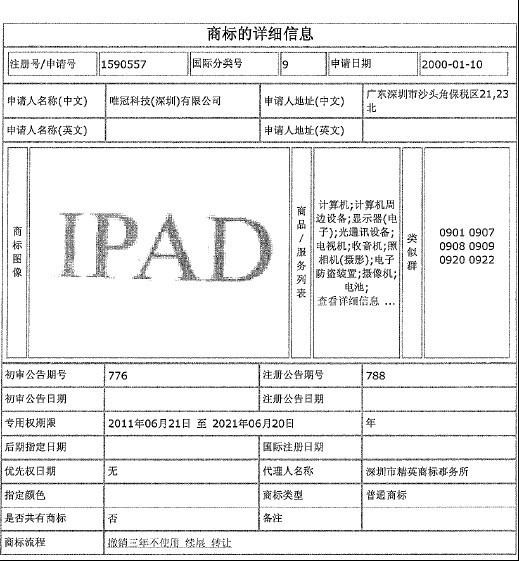 商标的详细信息
注册号/申请号 1590557 国际分类号 9 申请日期 2000-01-10
申请人名称(中文) 唯冠科技(深圳)有限公司 申请人地址(中文) 广东深圳市沙头角保税区21,23
北
申请人名称(英文) 申请人地址(英文)
商标图像
IPAD
商品/服务列表
计算机;计算机周
边设备;显示器(电
子);光通讯设备;
电视机;收音机;照
相机(摄影);电子
防盗装置;摄像机;
电池;
查看详细信息 ...
类似群
0901 0907
0908 0909
0920 0922
初审公告期号 776 注册公告期号 788
初审公告日期 注册公告日期
专用权期限 2011年06月21日 至 2021年06月20日 年
后期指定日期 国际注册日期
优先权日期 无 代理人名称 深圳市精英商标事务所
指定颜色 商标类型 普通商标
是否共有商标 否 备注
商标流程 撤销三年不使用 续展 转让